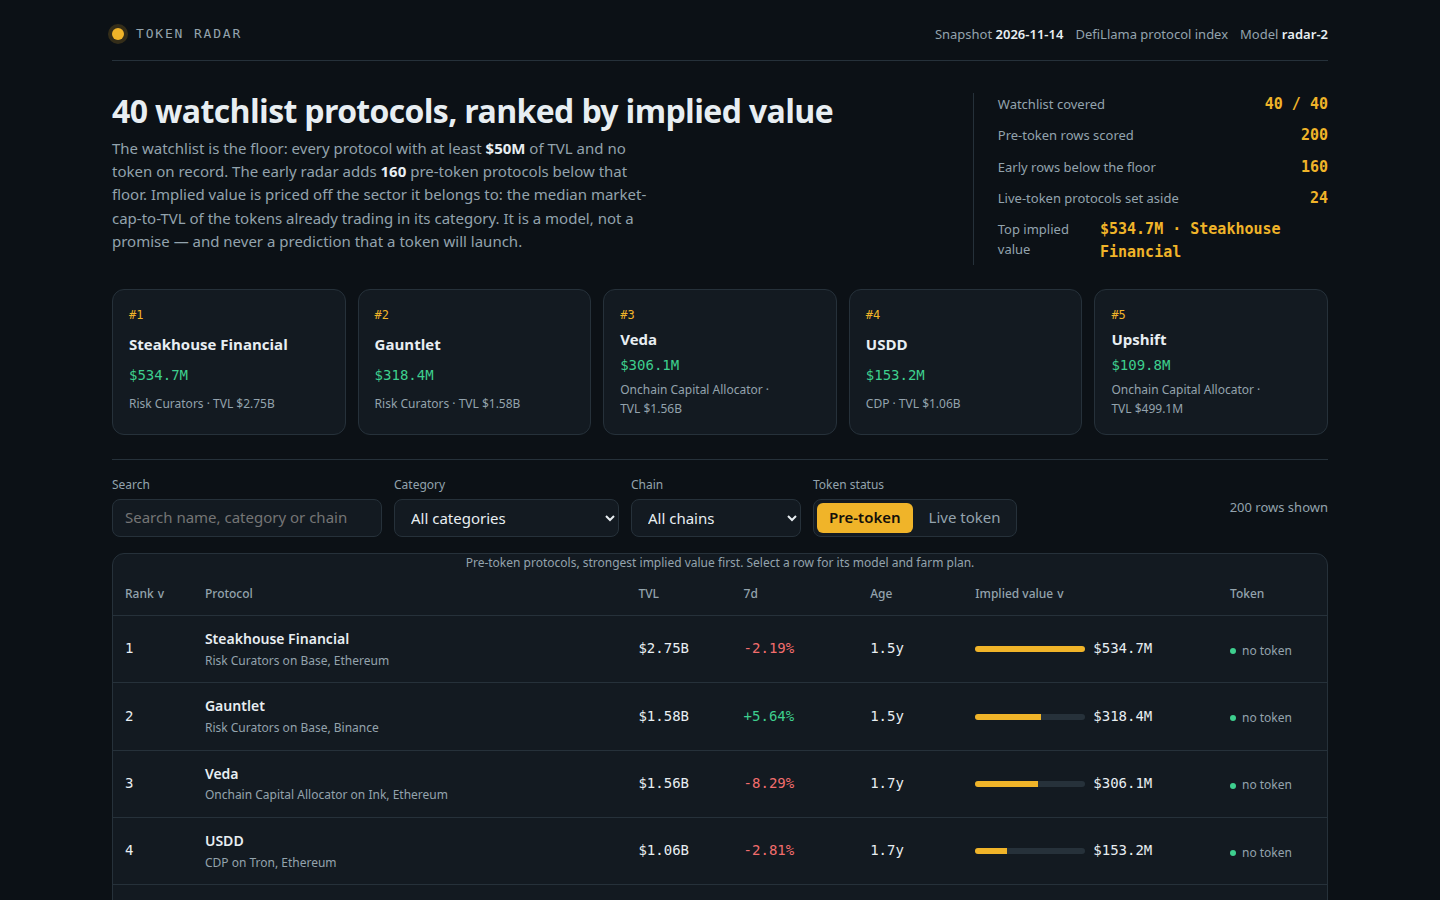 TOKEN RADAR
Snapshot 2026-11-14 DefiLlama protocol index Model radar-2
40 watchlist protocols, ranked by implied value
The watchlist is the floor: every protocol with at least $50M of TVL and no
token on record. The early radar adds 160 pre-token protocols below that
floor. Implied value is priced off the sector it belongs to: the median market-
cap-to-TVL of the tokens already trading in its category. It is a model, not a
promise — and never a prediction that a token will launch.
Watchlist covered 40 / 40
Pre-token rows scored 200
Early rows below the floor 160
Live-token protocols set aside 24
Top implied value $534.7M · Steakhouse Financial
#1
Steakhouse Financial
$534.7M
Risk Curators · TVL $2.75B
#2
Gauntlet
$318.4M
Risk Curators · TVL $1.58B
#3
Veda
$306.1M
Onchain Capital Allocator ·
TVL $1.56B
#4
USDD
$153.2M
CDP · TVL $1.06B
#5
Upshift
$109.8M
Onchain Capital Allocator ·
TVL $499.1M
Search Category Chain Token status
Search name, category or chain All categories All chains Pre-token Live token 200 rows shown
Pre-token protocols, strongest implied value first. Select a row for its model and farm plan.
Rank v Protocol TVL 7d Age Implied value v Token
1 Steakhouse Financial $2.75B -2.19% 1.5y $534.7M no token
Risk Curators on Base, Ethereum
2 Gauntlet $1.58B +5.64% 1.5y $318.4M no token
Risk Curators on Base, Binance
3 Veda $1.56B -8.29% 1.7y $306.1M no token
Onchain Capital Allocator on Ink, Ethereum
4 USDD $1.06B -2.81% 1.7y $153.2M no token
CDP on Tron, Ethereum